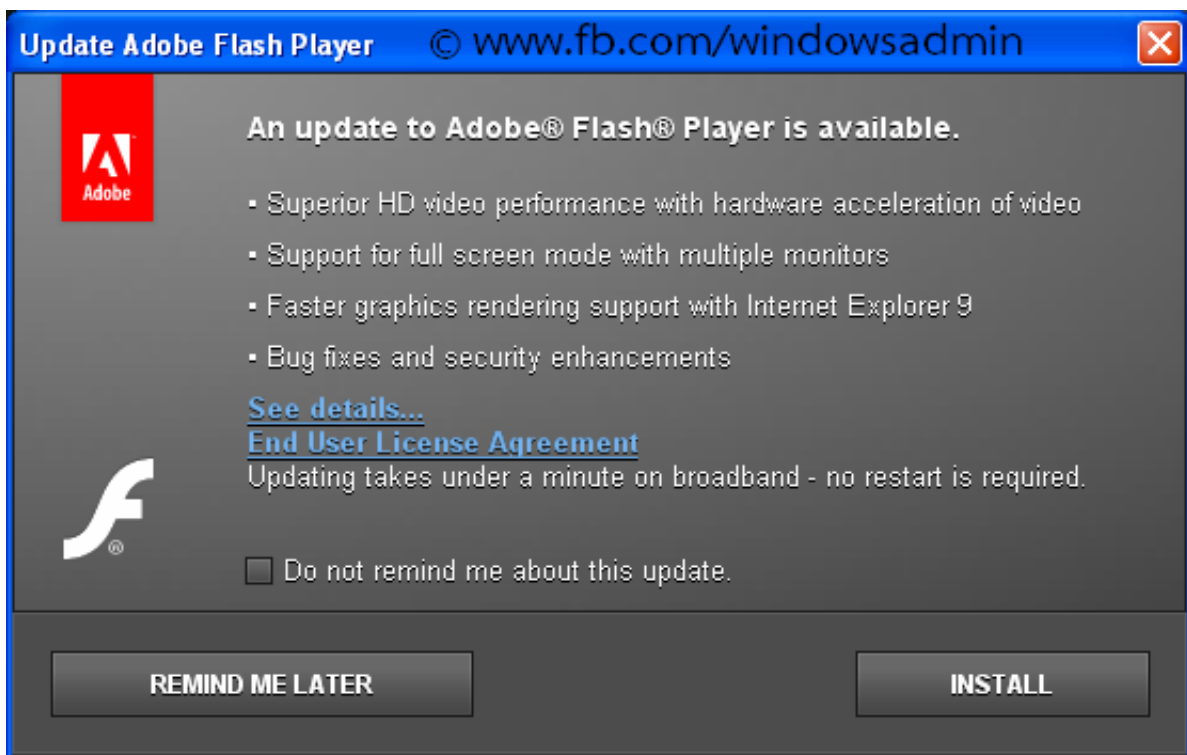 Update Adobe Flash Player © www.fb.com/windowsadmin
Adobe
An update to Adobe® Flash® Player is available.
▪ Superior HD video performance with hardware acceleration of video
▪ Support for full screen mode with multiple monitors
▪ Faster graphics rendering support with Internet Explorer 9
▪ Bug fixes and security enhancements
See details...
End User License Agreement
Updating takes under a minute on broadband - no restart is required.
®
Do not remind me about this update.
REMIND ME LATER INSTALL